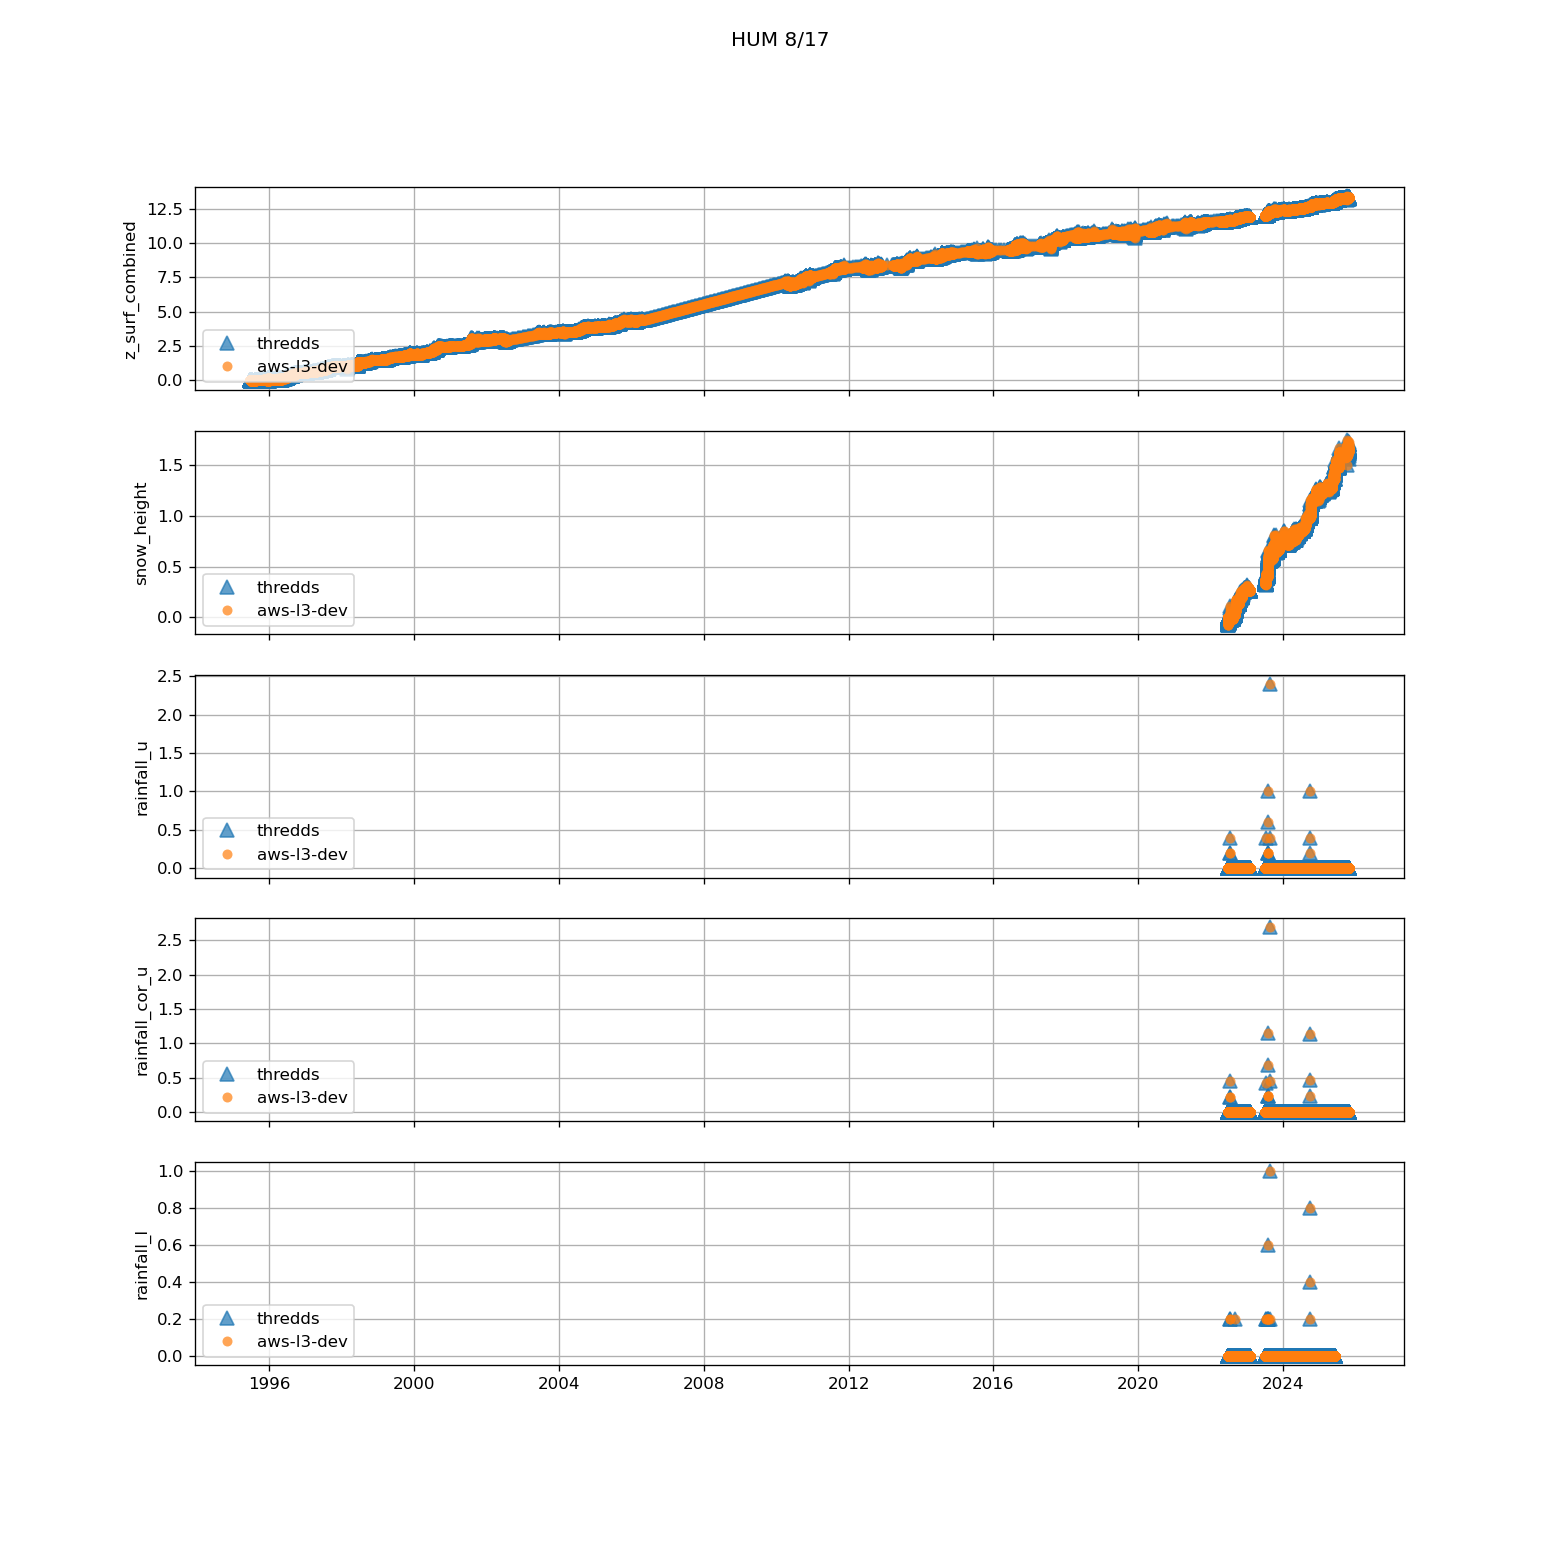 HUM 8/17
z_surf_combined
12.5
10.0
7.5
5.0
2.5
0.0
thredds
aws-l3-dev
snow_height
1.5
1.0
0.5
0.0
thredds
aws-l3-dev
rainfall_u
2.5
2.0
1.5
1.0
0.5
0.0
thredds
aws-l3-dev
rainfall_cor_u
2.5
2.0
1.5
1.0
0.5
0.0
thredds
aws-l3-dev
rainfall_l
1.0
0.8
0.6
0.4
0.2
0.0
thredds
aws-l3-dev
1996 2000 2004 2008 2012 2016 2020 2024